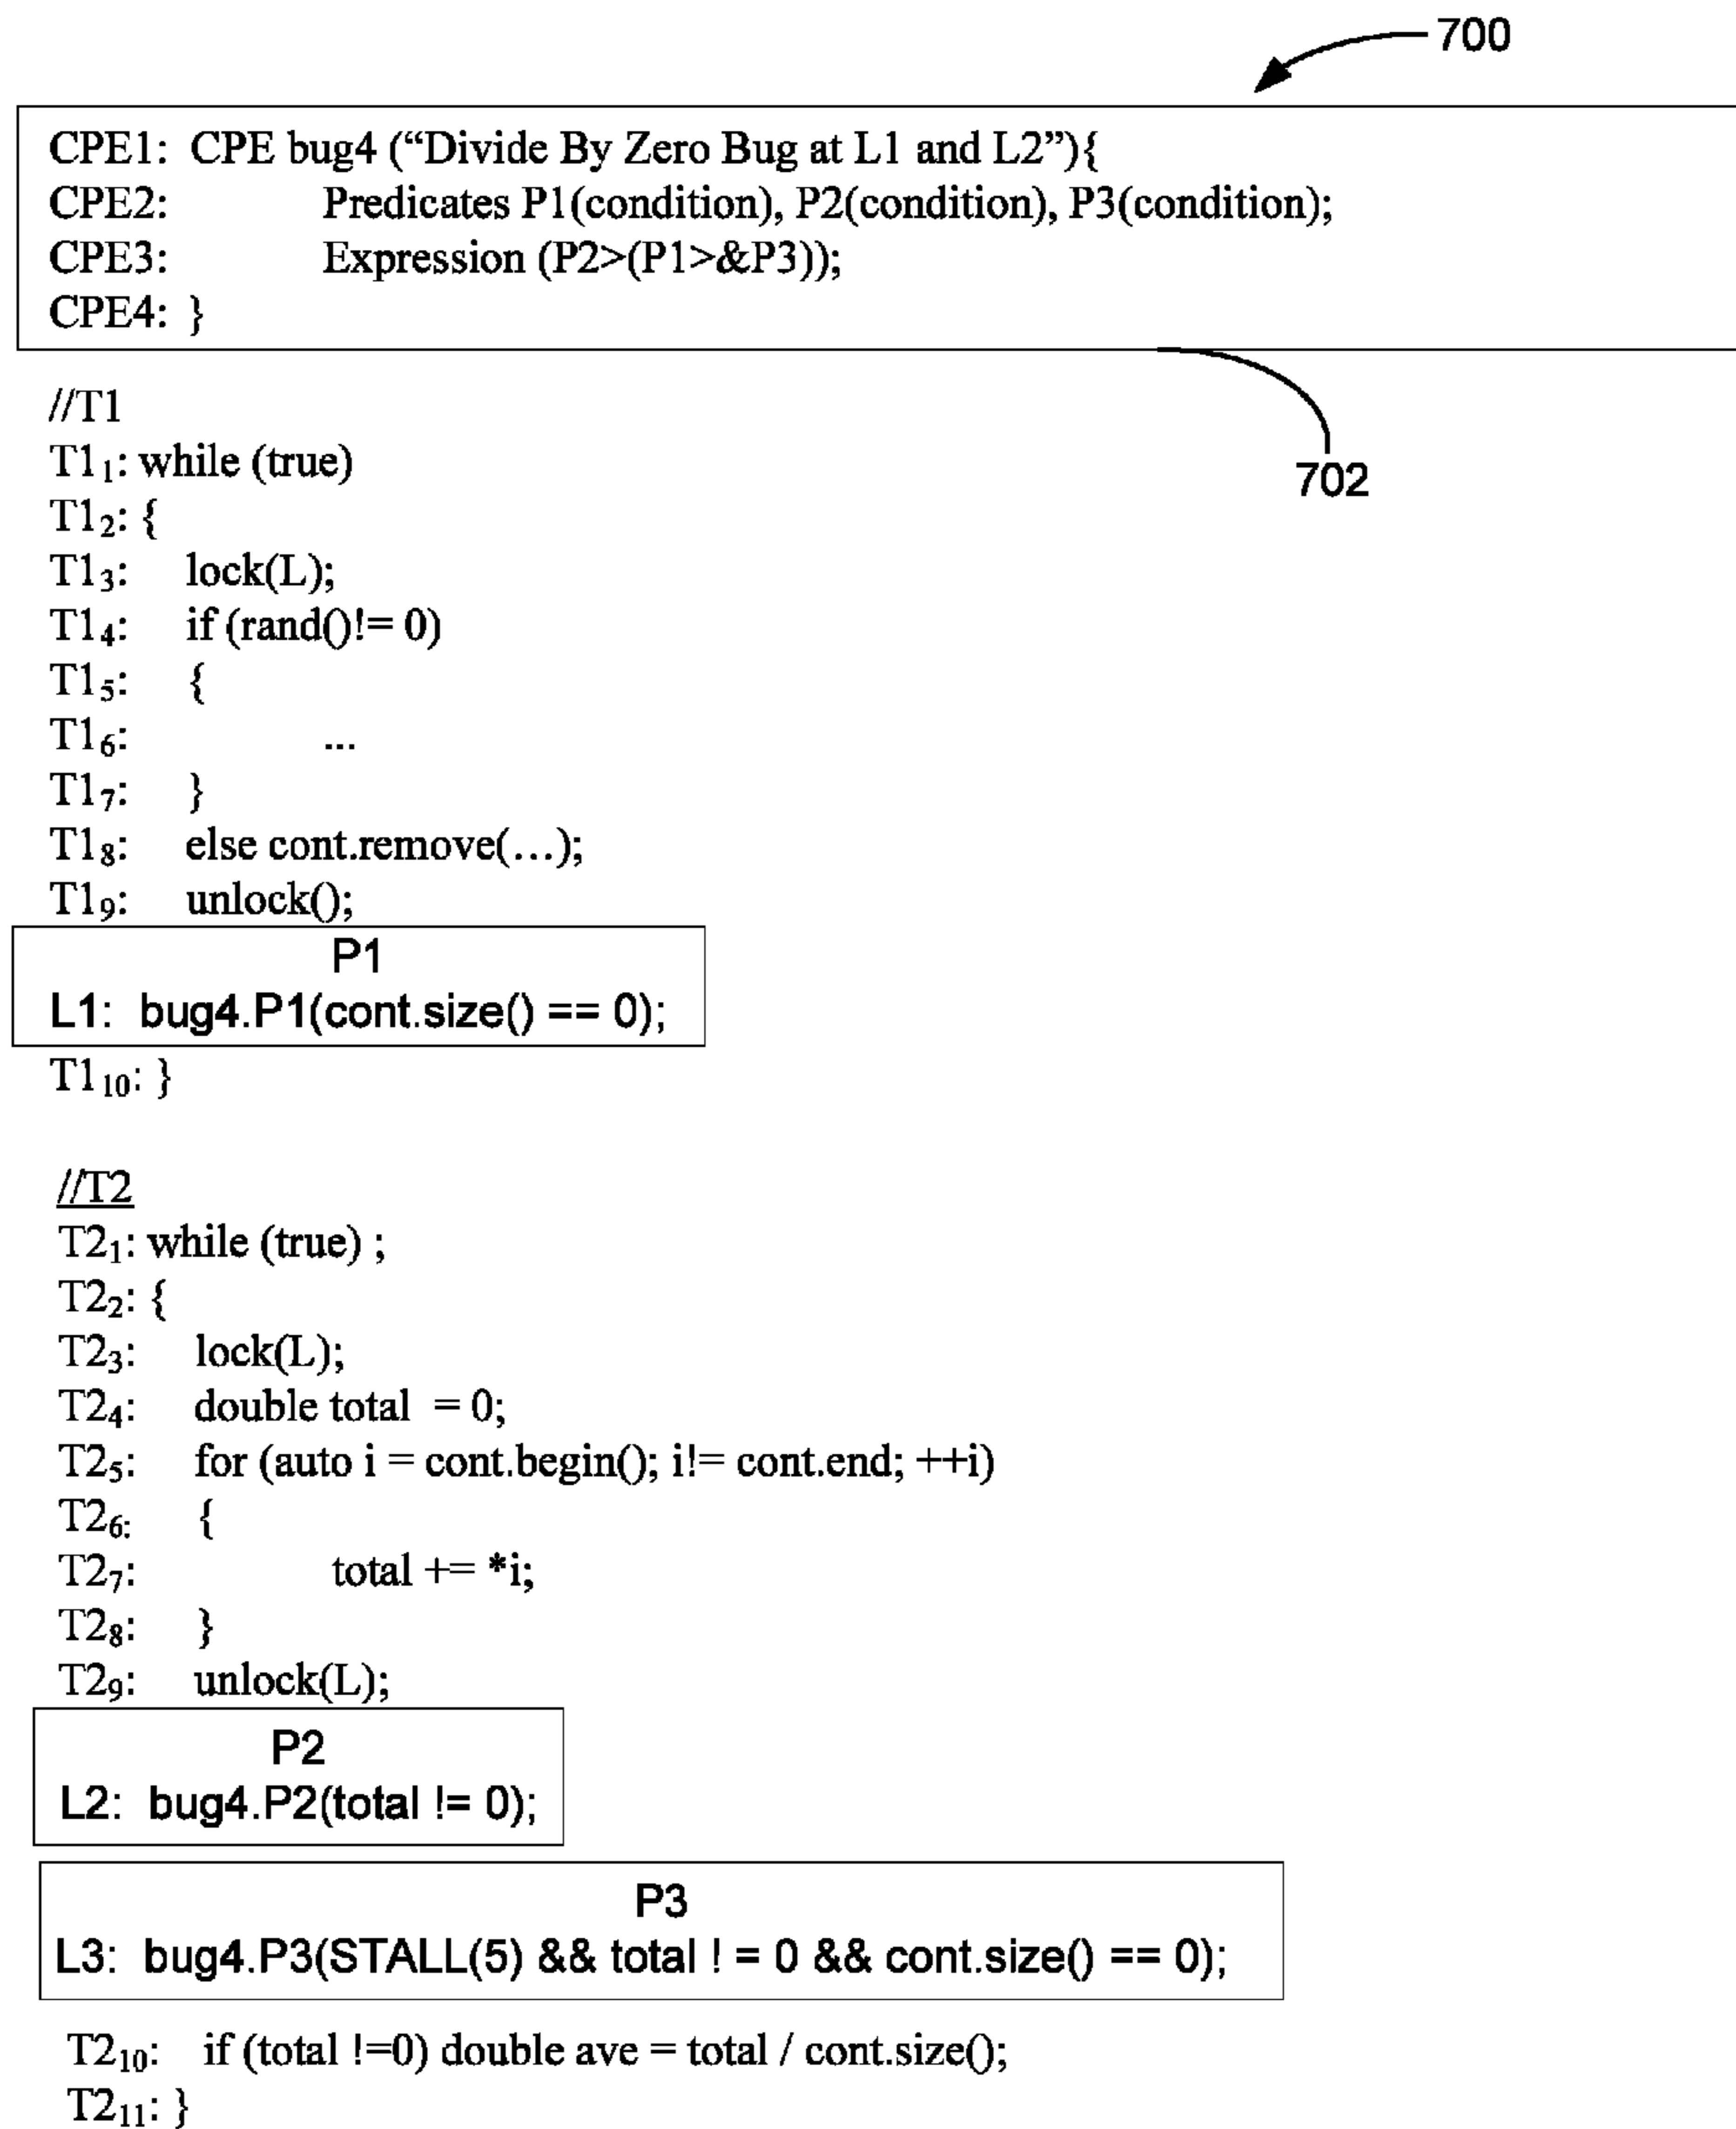 700
CPE1: CPE bug4 (“Divide By Zero Bug at L1 and L2”){
CPE2: Predicates P1(condition), P2(condition), P3(condition);
CPE3: Expression (P2>(P1>&P3));
CPE4: }
702
//T1
T1₁: while (true)
T1₂: {
T1₃: lock(L);
T1₄: if (rand()!= 0)
T1₅: {
T1₆: ...
T1₇: }
T1₈: else cont.remove(…);
T1₉: unlock();
P1
L1: bug4.P1(cont.size() == 0);
T1₁₀: }
//T2
T2₁: while (true) ;
T2₂: {
T2₃: lock(L);
T2₄: double total = 0;
T2₅: for (auto i = cont.begin(); i!= cont.end; ++i)
T2₆: {
T2₇: total += *i;
T2₈: }
T2₉: unlock(L);
P2
L2: bug4.P2(total != 0);
P3
L3: bug4.P3(STALL(5) && total ! = 0 && cont.size() == 0);
T2₁₀: if (total !=0) double ave = total / cont.size();
T2₁₁: }